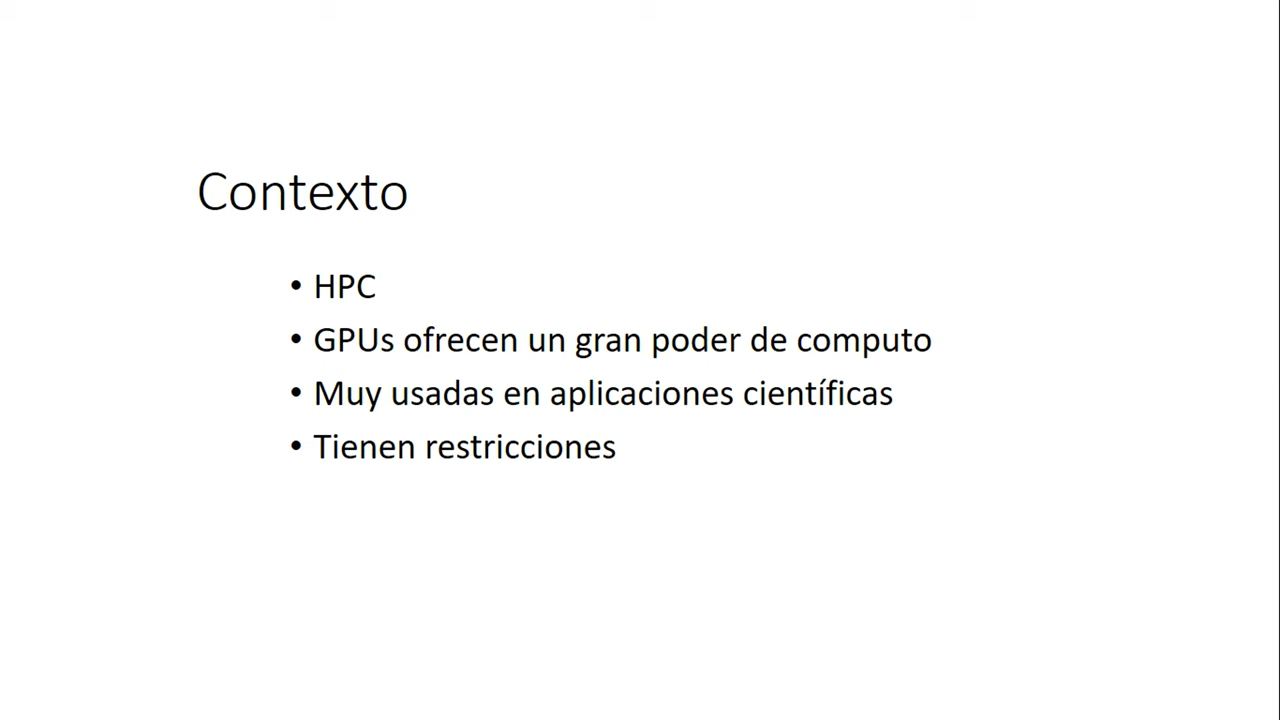 Contexto
• HPC
• GPUs ofrecen un gran poder de computo
• Muy usadas en aplicaciones científicas
• Tienen restricciones